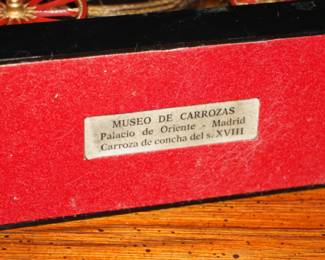 MUSEO DE CARROZAS
Palacio de Oriente - Madrid
Carroza de concha del s. XVIII